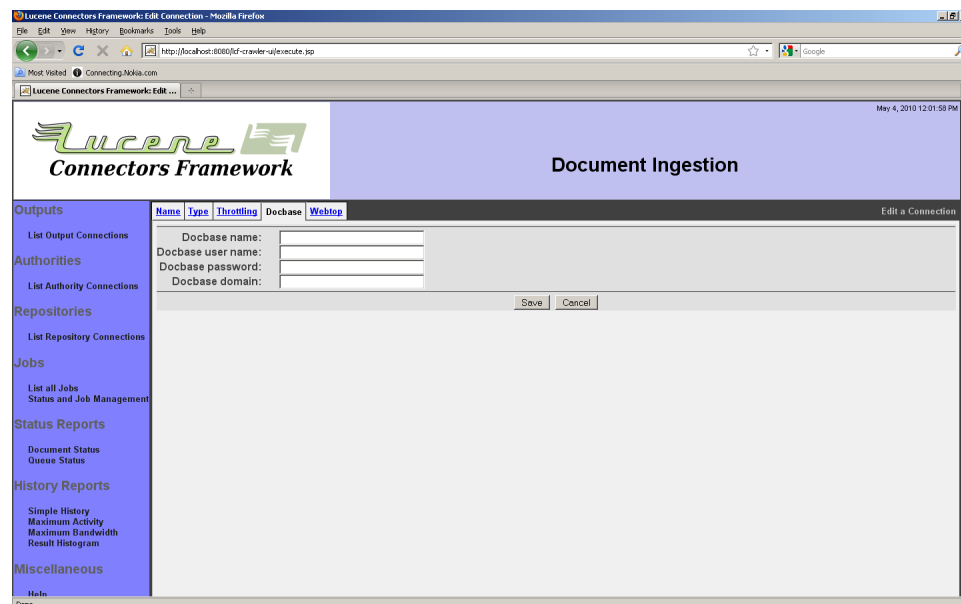 Lucene Connectors Framework: Edit Connection - Mozilla Firefox
File Edit View History Bookmarks Tools Help
http://localhost:8080/lcf-crawler-ui/execute.jsp
Google
Most Visited Connecting.Nokia.com
Lucene Connectors Framework: Edit ...
May 4, 2010 12:01:58 PM
Lucene
Connectors Framework
Document Ingestion
Outputs
Name Type Throttling Docbase Webtop
Edit a Connection
List Output Connections
Authorities
List Authority Connections
Repositories
List Repository Connections
Jobs
List all Jobs
Status and Job Management
Status Reports
Document Status
Queue Status
History Reports
Simple History
Maximum Activity
Maximum Bandwidth
Result Histogram
Miscellaneous
Help
Docbase name:
Docbase user name:
Docbase password:
Docbase domain:
Save Cancel
Done